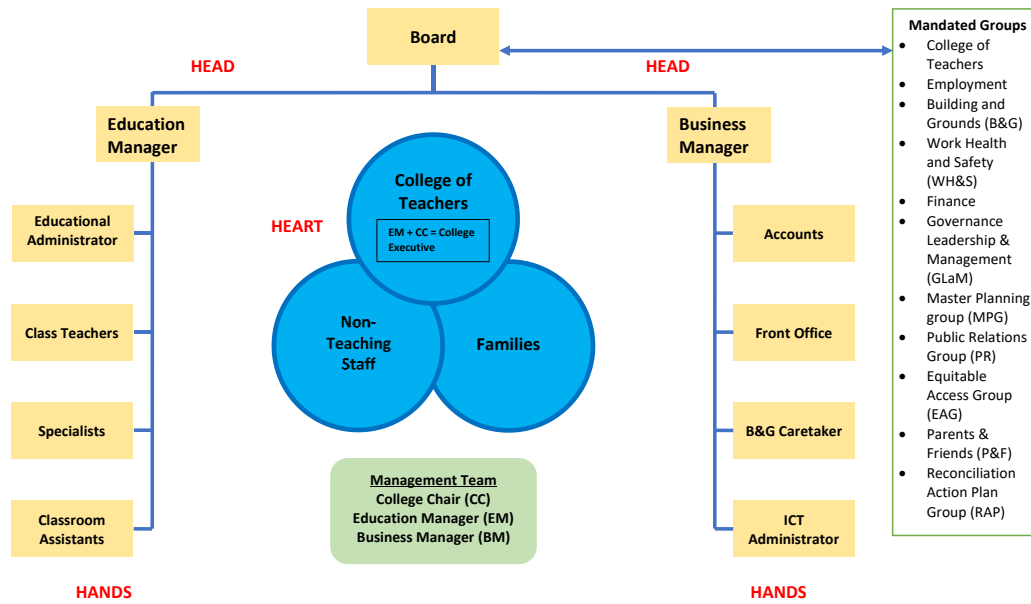 Board
HEAD
HEAD
Education
Manager
Business
Manager
College of
Teachers
EM + CC = College
Executive
HEART
Educational
Administrator
Accounts
Class Teachers
Non-
Teaching
Staff
Families
Front Office
Specialists
B&G Caretaker
Management Team
College Chair (CC)
Education Manager (EM)
Business Manager (BM)
Classroom
Assistants
ICT
Administrator
HANDS
HANDS
Mandated Groups
• College of
Teachers
• Employment
• Building and
Grounds (B&G)
• Work Health
and Safety
(WH&S)
• Finance
• Governance
Leadership &
Management
(GLaM)
• Master Planning
group (MPG)
• Public Relations
Group (PR)
• Equitable
Access Group
(EAG)
• Parents &
Friends (P&F)
• Reconciliation
Action Plan
Group (RAP)